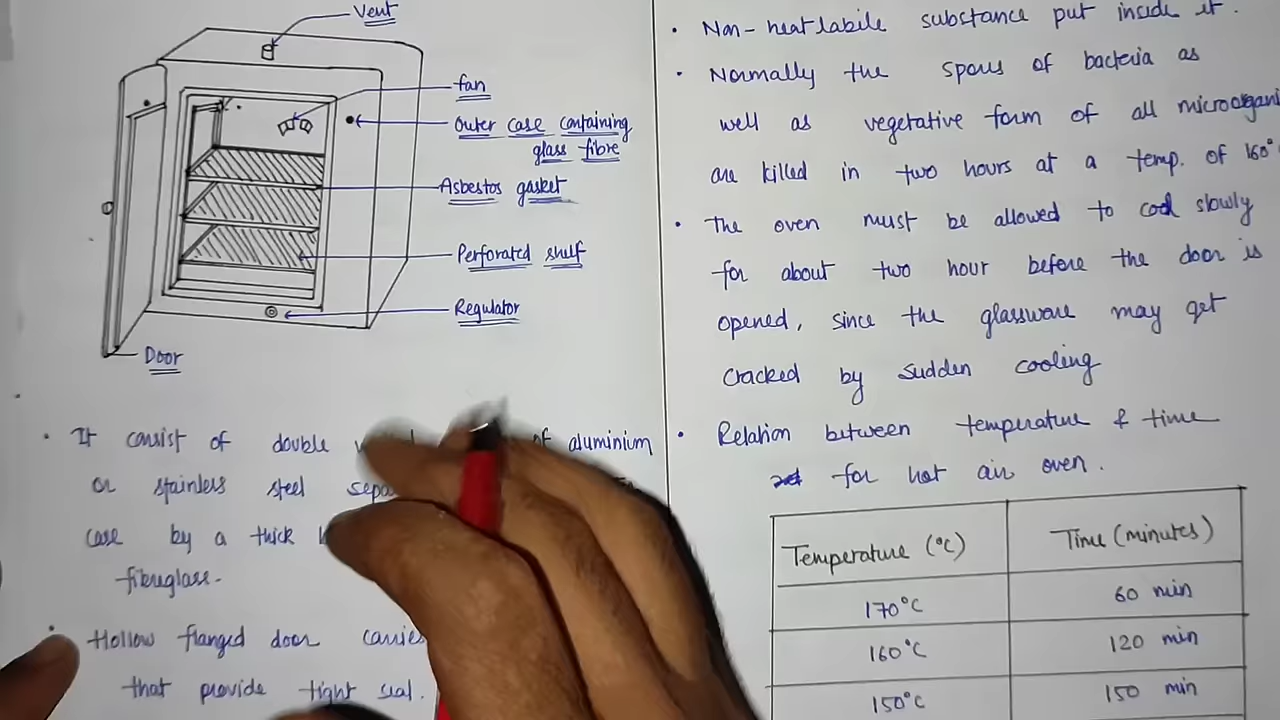 Vent
fan
Outer case containing
glass fibre
Asbestos gasket
Perforated shelf
Regulator
Door
• It consist of double of aluminium
or stainless steel
case by a thick
fibreglass.
• Hollow flanged door carries
that provide tight seal.
• Non-heatlabile substance put inside it.
• Normally the spores of bacteria as
well as vegetative form of all microorgani
are killed in two hours at a temp. of 160°
• The oven must be allowed to cool slowly
for about two hour before the door is
opened, since the glassware may get
cracked by sudden cooling
• Relation between temperature & time
for hot air oven.
Temperature (°C) Time (minutes)
170°C 60 min
160°C 120 min
150°C 150 min